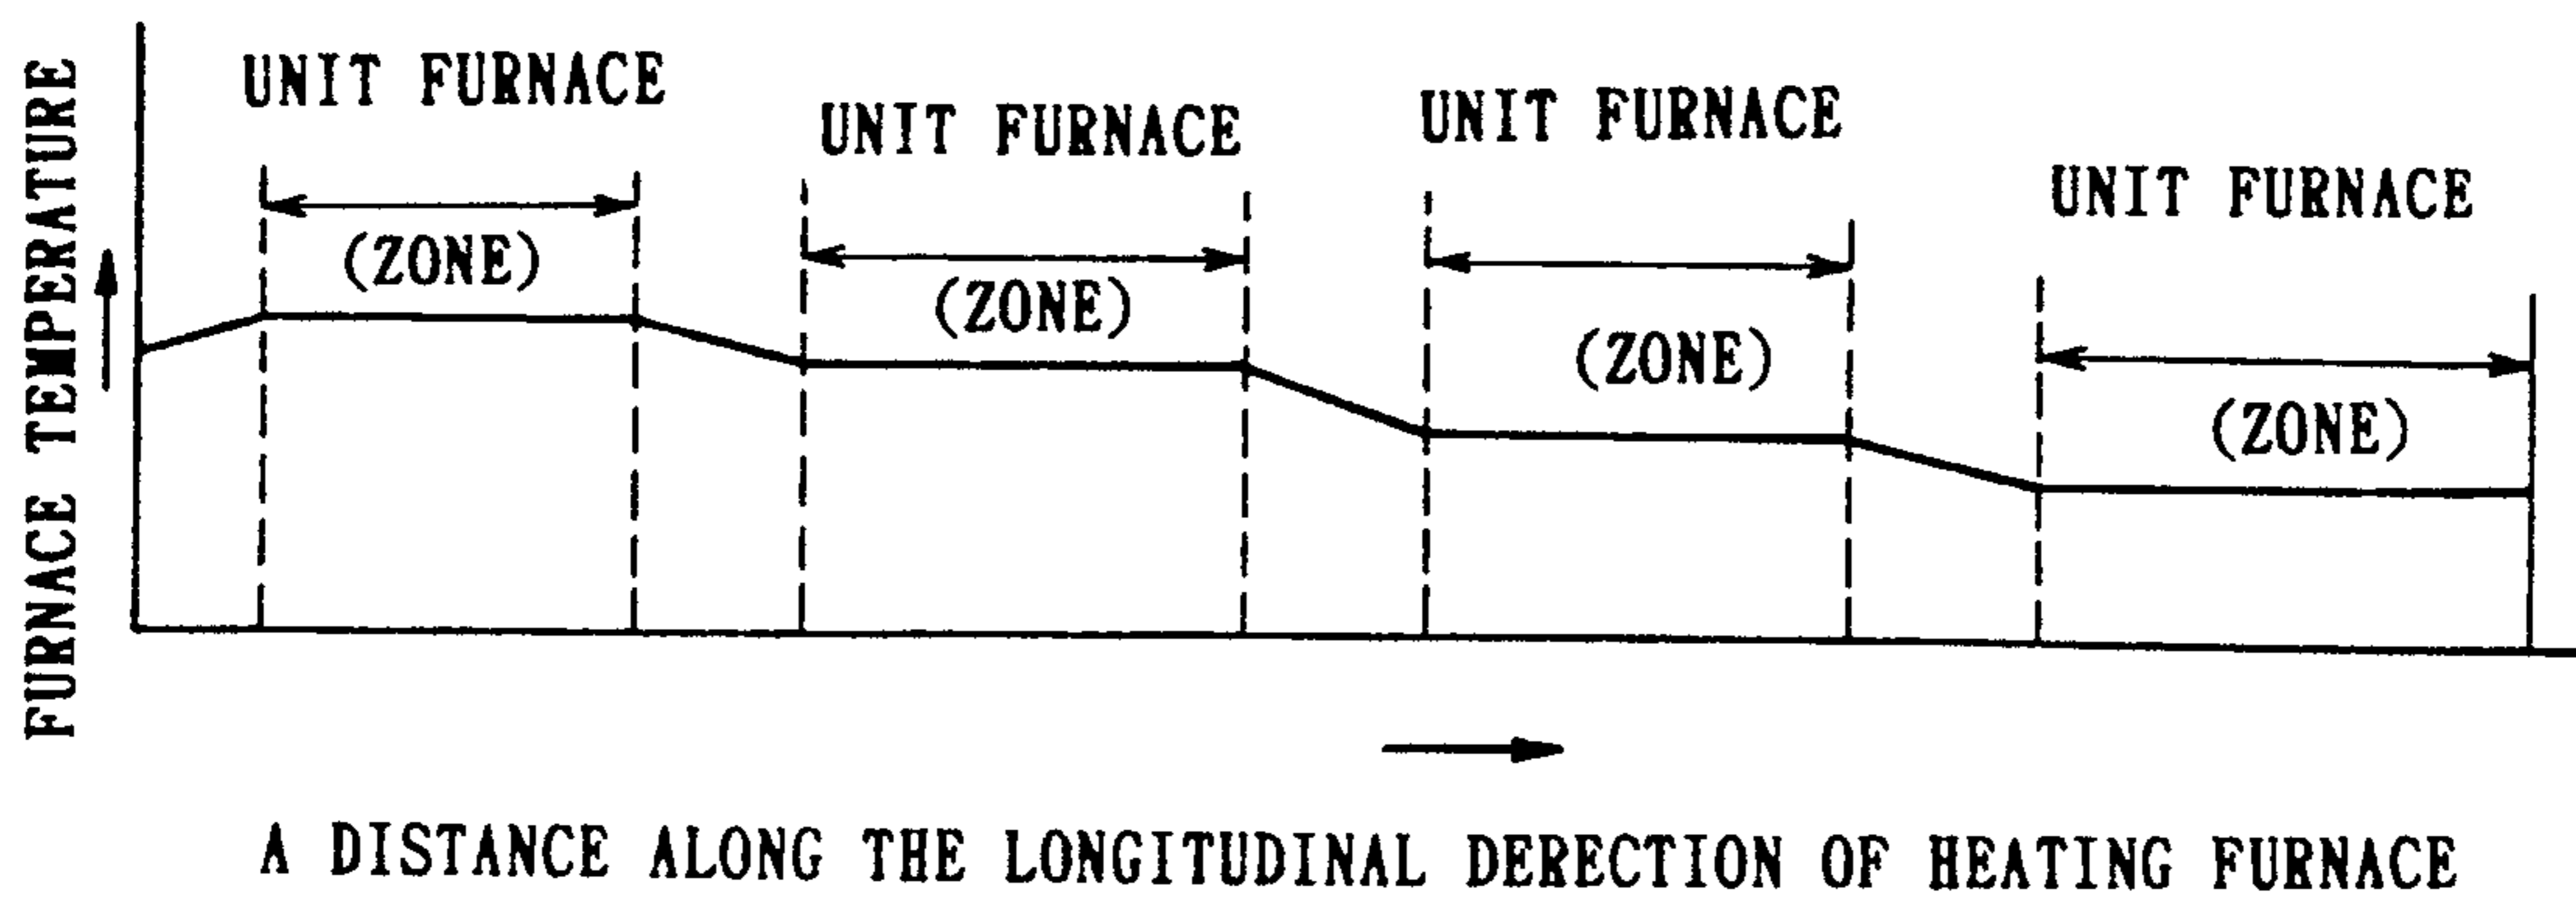 FURNACE TEMPERATURE
UNIT FURNACE
(ZONE)
UNIT FURNACE
(ZONE)
UNIT FURNACE
(ZONE)
UNIT FURNACE
(ZONE)
A DISTANCE ALONG THE LONGITUDINAL DERECTION OF HEATING FURNACE